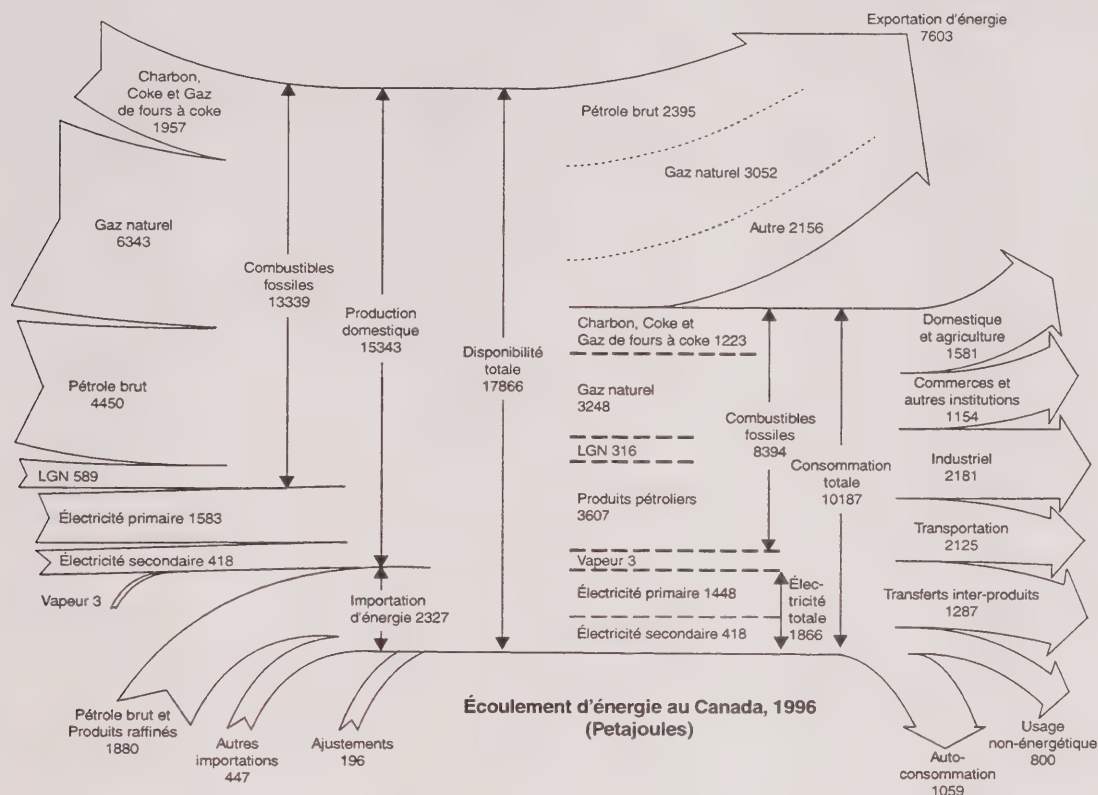 Exportation d'énergie
7603
Charbon,
Coke et Gaz
de fours à coke
1957
Pétrole brut 2395
Gaz naturel 3052
Autre 2156
Gaz naturel
6343
Combustibles
fossiles
13339
Production
domestique
15343
Disponibilité
totale
17866
Charbon, Coke et
Gaz de fours à coke 1223
Gaz naturel
3248
LGN 316
Produits pétroliers
3607
Vapeur 3
Électricité primaire 1448
Électricité secondaire 418
Combustibles
fossiles
8394
Consommation
totale
10187
Élec-
tricité
totale
1866
Domestique
et agriculture
1581
Commerces et
autres institutions
1154
Industriel
2181
Transportation
2125
Transferts inter-produits
1287
Pétrole brut
4450
LGN 589
Électricité primaire 1583
Électricité secondaire 418
Vapeur 3
Importation
d'énergie 2327
Pétrole brut et
Produits raffinés
1880
Autres
importations
447
Ajustements
196
Écoulement d'énergie au Canada, 1996
(Petajoules)
Auto-
consommation
1059
Usage
non-énergétique
800